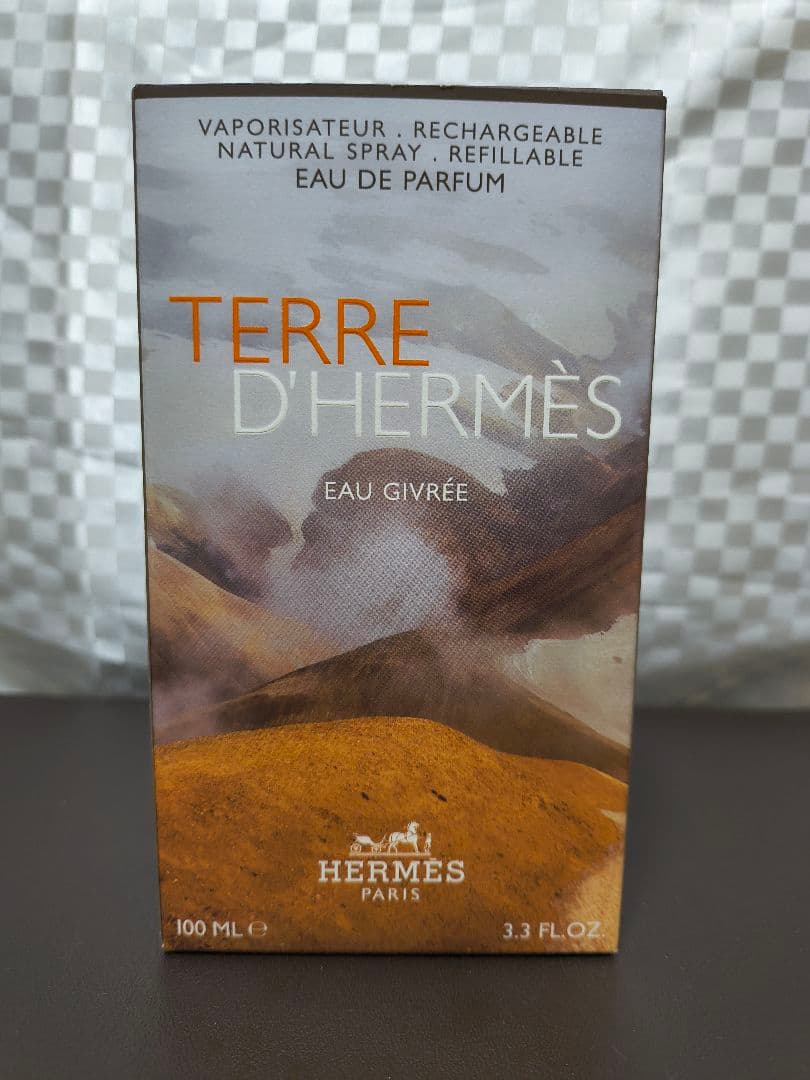 VAPORISATEUR . RECHARGEABLE
NATURAL SPRAY . REFILLABLE
EAU DE PARFUM
TERRE
D'HERMÈS
EAU GIVRÉE
HERMÈS
PARIS
100 ML ℮
3.3 FL.OZ.